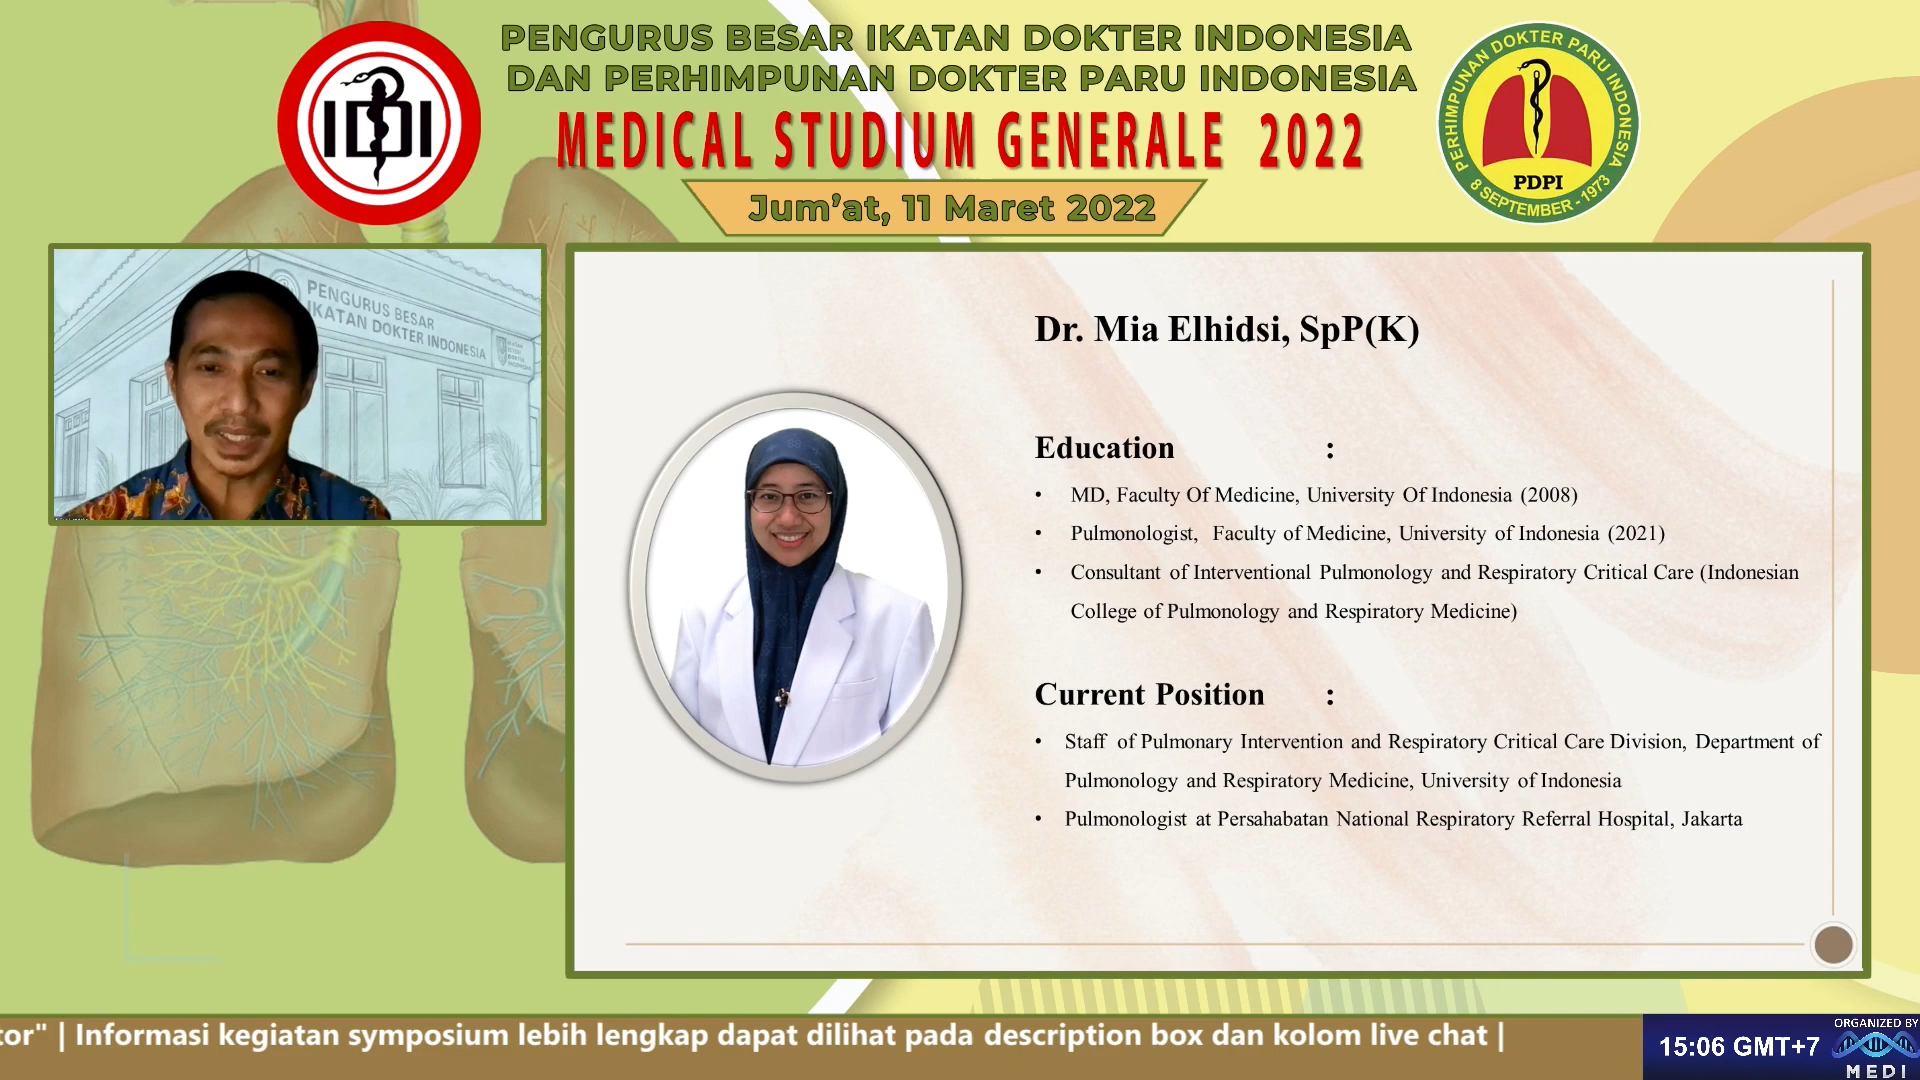 PENGURUS BESAR IKATAN DOKTER INDONESIA
DAN PERHIMPUNAN DOKTER PARU INDONESIA
MEDICAL STUDIUM GENERALE 2022
Jum'at, 11 Maret 2022
IDI
PERHIMPUNAN DOKTER PARU INDONESIA
PDPI
8 SEPTEMBER - 1973
PENGURUS BESAR
IKATAN DOKTER INDONESIA
Dr. Mia Elhidsi, SpP(K)
Education :
• MD, Faculty Of Medicine, University Of Indonesia (2008)
• Pulmonologist, Faculty of Medicine, University of Indonesia (2021)
• Consultant of Interventional Pulmonology and Respiratory Critical Care (Indonesian
College of Pulmonology and Respiratory Medicine)
Current Position :
• Staff of Pulmonary Intervention and Respiratory Critical Care Division, Department of
Pulmonology and Respiratory Medicine, University of Indonesia
• Pulmonologist at Persahabatan National Respiratory Referral Hospital, Jakarta
tor" | Informasi kegiatan symposium lebih lengkap dapat dilihat pada description box dan kolom live chat |
15:06 GMT+7
ORGANIZED BY
MEDI